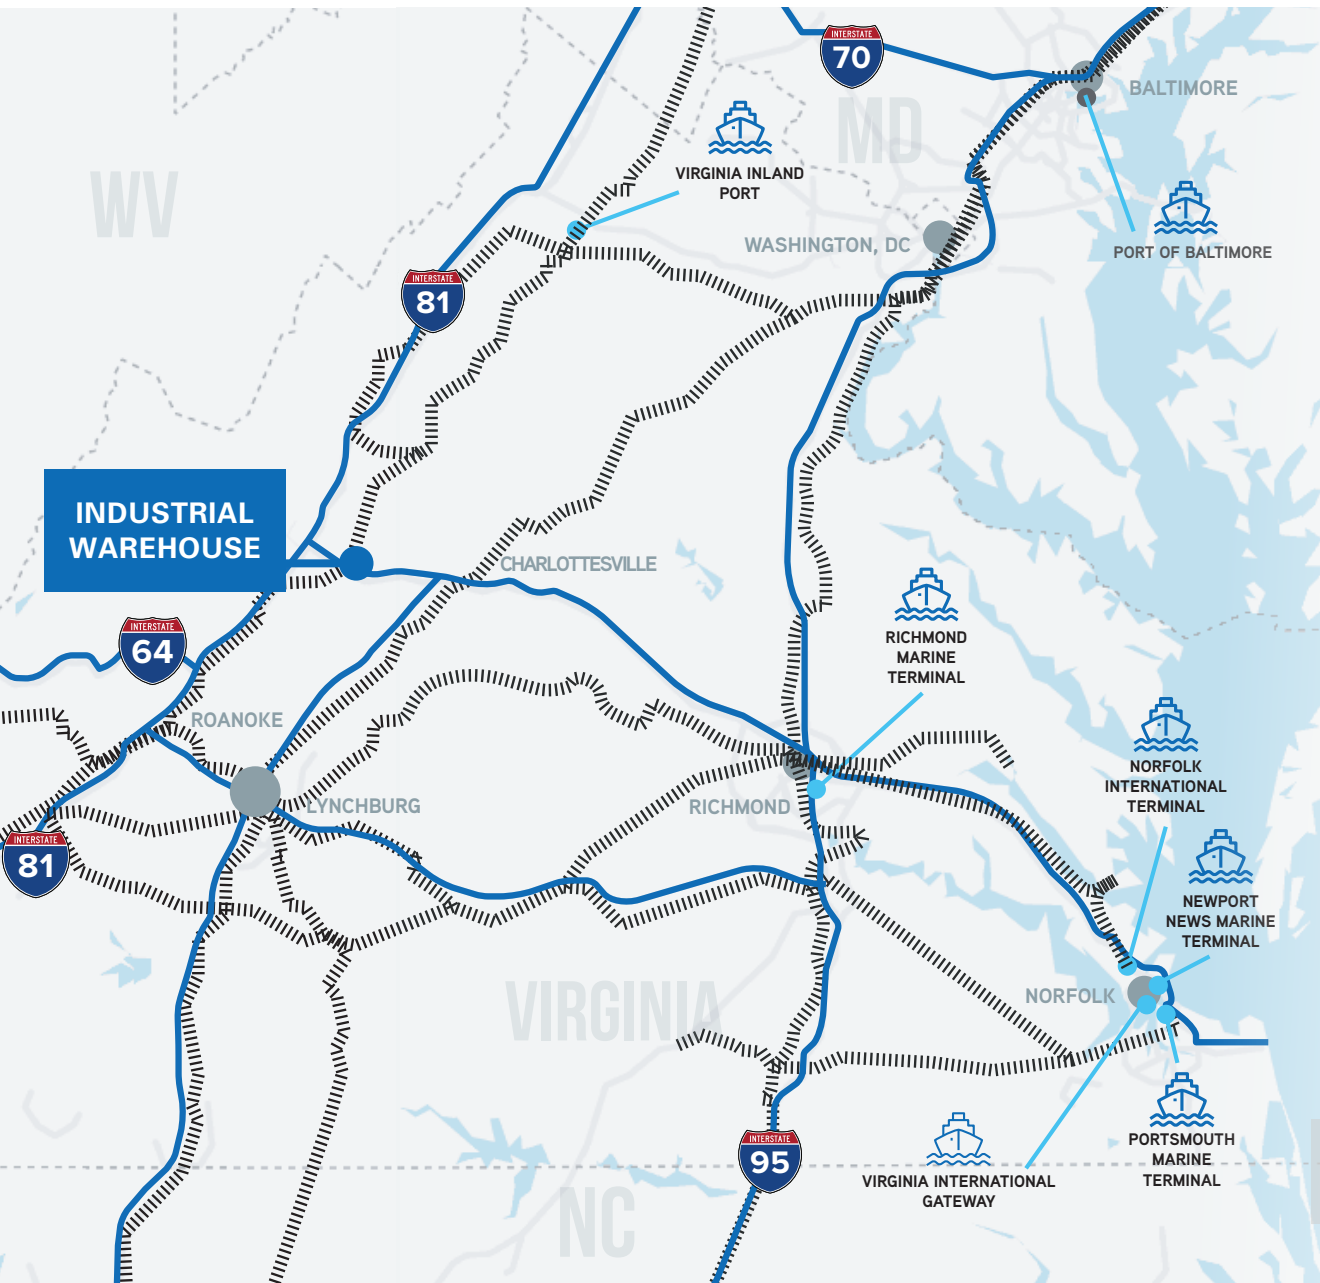 INTERSTATE
70
BALTIMORE
MD
VIRGINIA INLAND
PORT
WV
WASHINGTON, DC
PORT OF BALTIMORE
INTERSTATE
81
INDUSTRIAL
WAREHOUSE
CHARLOTTESVILLE
INTERSTATE
64
RICHMOND
MARINE
TERMINAL
ROANOKE
NORFOLK
INTERNATIONAL
TERMINAL
LYNCHBURG
RICHMOND
INTERSTATE
81
NEWPORT
NEWS MARINE
TERMINAL
NORFOLK
VIRGINIA
INTERSTATE
95
PORTSMOUTH
MARINE
TERMINAL
VIRGINIA INTERNATIONAL
GATEWAY
NC